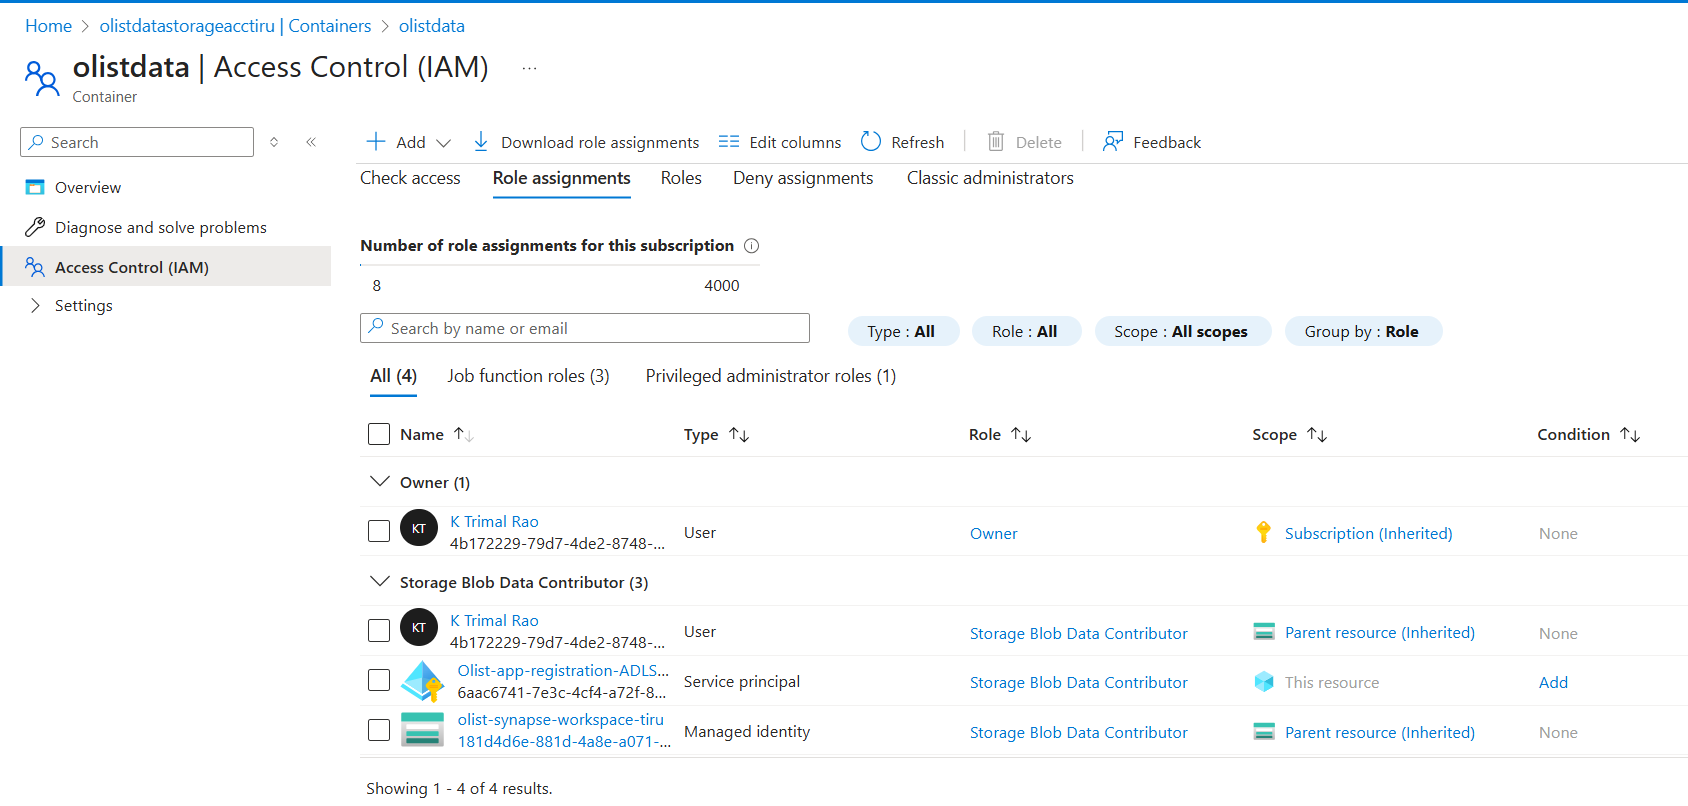 Home > olistdatastorageacctiru | Containers > olistdata
olistdata | Access Control (IAM) ...
Container
Search
Overview
Diagnose and solve problems
Access Control (IAM)
Settings
Add Download role assignments Edit columns Refresh Delete Feedback
Check access Role assignments Roles Deny assignments Classic administrators
Number of role assignments for this subscription
8 4000
Search by name or email Type : All Role : All Scope : All scopes Group by : Role
All (4) Job function roles (3) Privileged administrator roles (1)
Name Type Role Scope Condition
Owner (1)
KT K Trimal Rao User Owner Subscription (Inherited) None
4b172229-79d7-4de2-8748-...
Storage Blob Data Contributor (3)
KT K Trimal Rao User Storage Blob Data Contributor Parent resource (Inherited) None
4b172229-79d7-4de2-8748-...
Olist-app-registration-ADLS... Service principal Storage Blob Data Contributor This resource Add
6aac6741-7e3c-4cf4-a72f-8...
olist-synapse-workspace-tiru Managed identity Storage Blob Data Contributor Parent resource (Inherited) None
181d4d6e-881d-4a8e-a071-...
Showing 1 - 4 of 4 results.